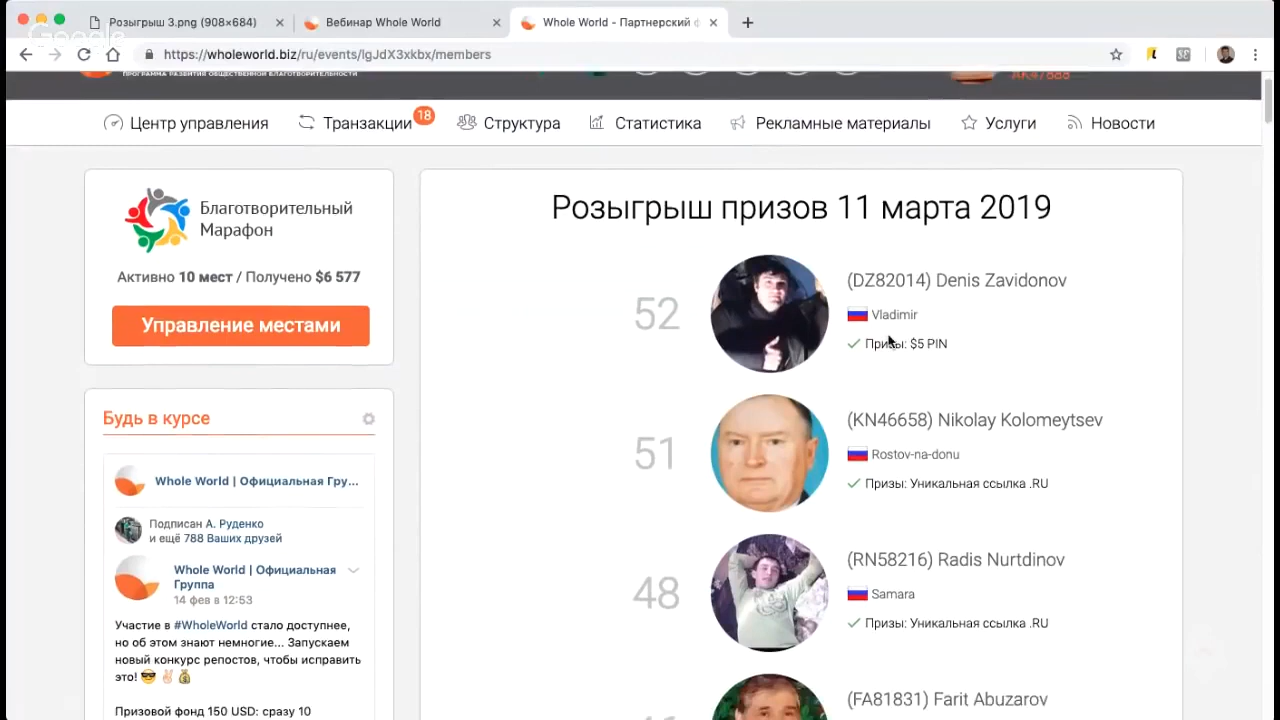 Розыгрыш 3.png (908×684)
Вебинар Whole World
Whole World - Партнерский ф
Google
https://wholeworld.biz/ru/events/lgJdX3xkbx/members
ПРОГРАММА РАЗВИТИЯ ОБЩЕСТВЕННОЙ БЛАГОТВОРИТЕЛЬНОСТИ
AK47888
Центр управления
Транзакции
18
Структура
Статистика
Рекламные материалы
Услуги
Новости
Благотворительный
Марафон
Активно 10 мест / Получено $6 577
Управление местами
Будь в курсе
Whole World | Официальная Гру...
Подписан А. Руденко
и ещё 788 Ваших друзей
Whole World | Официальная
Группа
14 фев в 12:53
Участие в #WholeWorld стало доступнее,
но об этом знают немногие... Запускаем
новый конкурс репостов, чтобы исправить
это! 😎 ✌🏻 💰
Призовой фонд 150 USD: сразу 10
Розыгрыш призов 11 марта 2019
52
(DZ82014) Denis Zavidonov
Vladimir
Призы: $5 PIN
51
(KN46658) Nikolay Kolomeytsev
Rostov-na-donu
Призы: Уникальная ссылка .RU
48
(RN58216) Radis Nurtdinov
Samara
Призы: Уникальная ссылка .RU
(FA81831) Farit Abuzarov